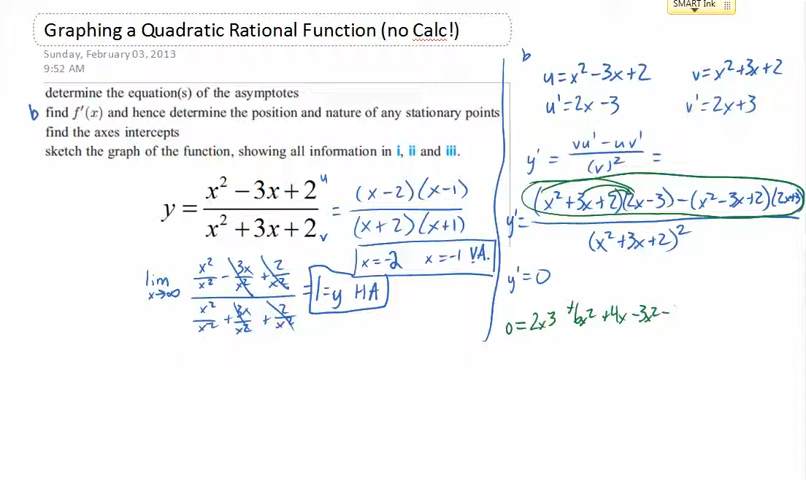 SMART Ink
Graphing a Quadratic Rational Function (no Calc!)
Sunday, February 03, 2013
9:52 AM
determine the equation(s) of the asymptotes
b find f'(x) and hence determine the position and nature of any stationary points
find the axes intercepts
sketch the graph of the function, showing all information in i, ii and iii.
y = (x² − 3x + 2)/(x² + 3x + 2) u v = (x-2)(x-1)/(x+2)(x+1)
x=-2 x=-1 VA.
lim x→∞ (x²/x² - 3x/x² + 2/x²)/(x²/x² + 3x/x² + 2/x²) = 1=y HA
b
u=x²-3x+2 v=x²+3x+2
u'=2x-3 v'=2x+3
y' = (vu'-uv')/(v)² =
y'= ((x²+3x+2)(2x-3)-(x²-3x+2)(2x+3))/(x²+3x+2)²
y'=0
0=2x3 +6x² +4x -3x2 -